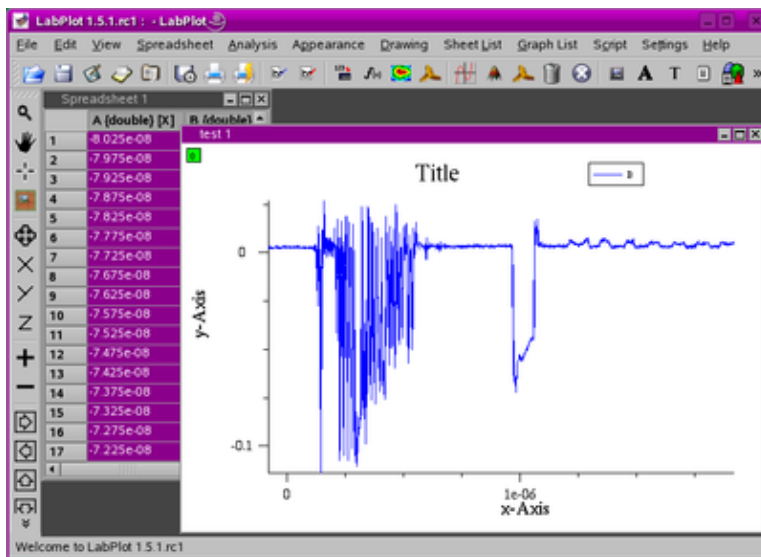 LabPlot 1.5.1.rc1 : - LabPlot
File Edit View Spreadsheet Analysis Appearance Drawing Sheet List Graph List Script Settings Help
Spreadsheet 1
A {double} [X] B {double}
test 1
1 -8.025e-08
2 -7.975e-08
3 -7.925e-08
4 -7.875e-08
5 -7.825e-08
6 -7.775e-08
7 -7.725e-08
8 -7.675e-08
9 -7.625e-08
10 -7.575e-08
11 -7.525e-08
12 -7.475e-08
13 -7.425e-08
14 -7.375e-08
15 -7.325e-08
16 -7.275e-08
17 -7.225e-08
Title
0
y-Axis
-0.1
0 1e-06
x-Axis
Welcome to LabPlot 1.5.1.rc1